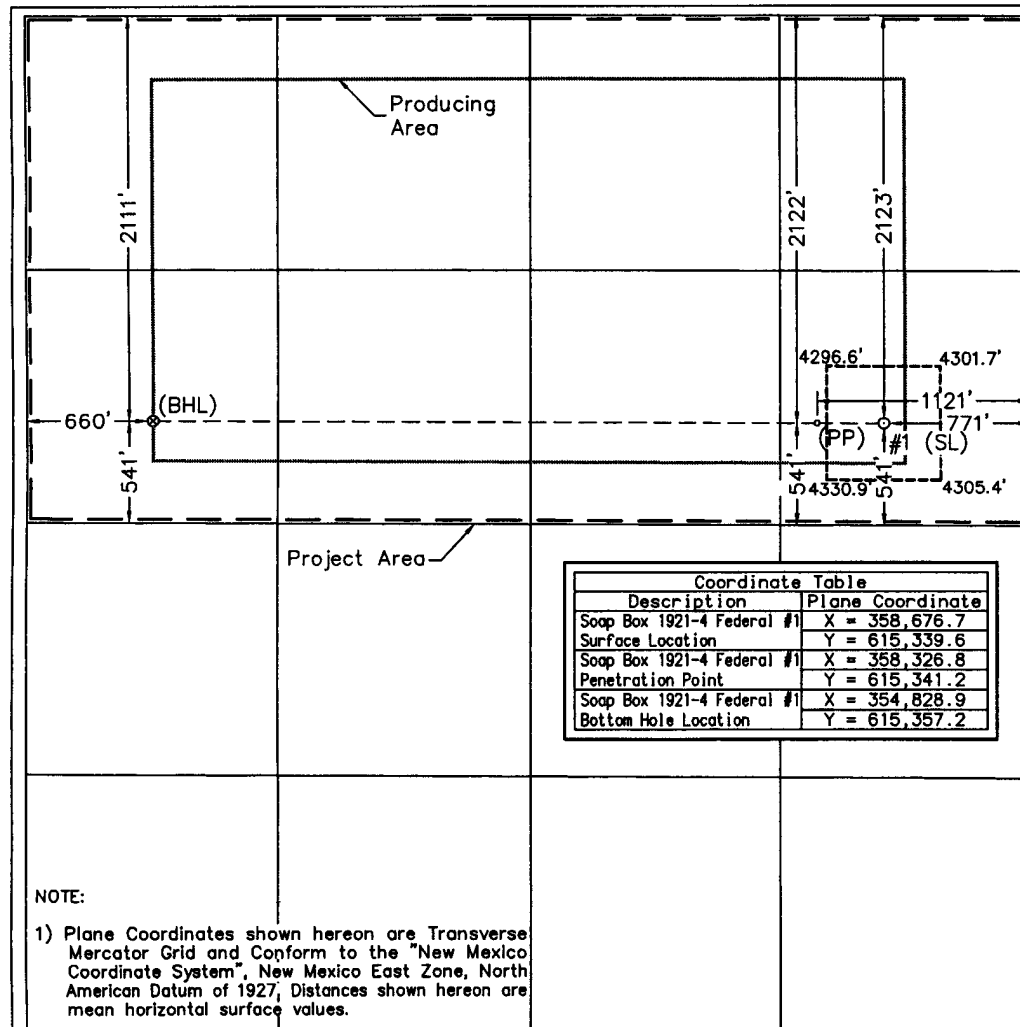 Producing
Area
2111'
2122'
2123'
4296.6'
4301.7'
1121'
660'
(BHL)
771'
(PP)
#1
(SL)
541'
541'
541'
4330.9'
4305.4'
Project Area
Coordinate Table
Description Plane Coordinate
Soap Box 1921-4 Federal #1 X = 358,676.7
Surface Location Y = 615,339.6
Soap Box 1921-4 Federal #1 X = 358,326.8
Penetration Point Y = 615,341.2
Soap Box 1921-4 Federal #1 X = 354,828.9
Bottom Hole Location Y = 615,357.2
NOTE:
1) Plane Coordinates shown hereon are Transverse
Mercator Grid and Conform to the "New Mexico
Coordinate System", New Mexico East Zone, North
American Datum of 1927, Distances shown hereon are
mean horizontal surface values.